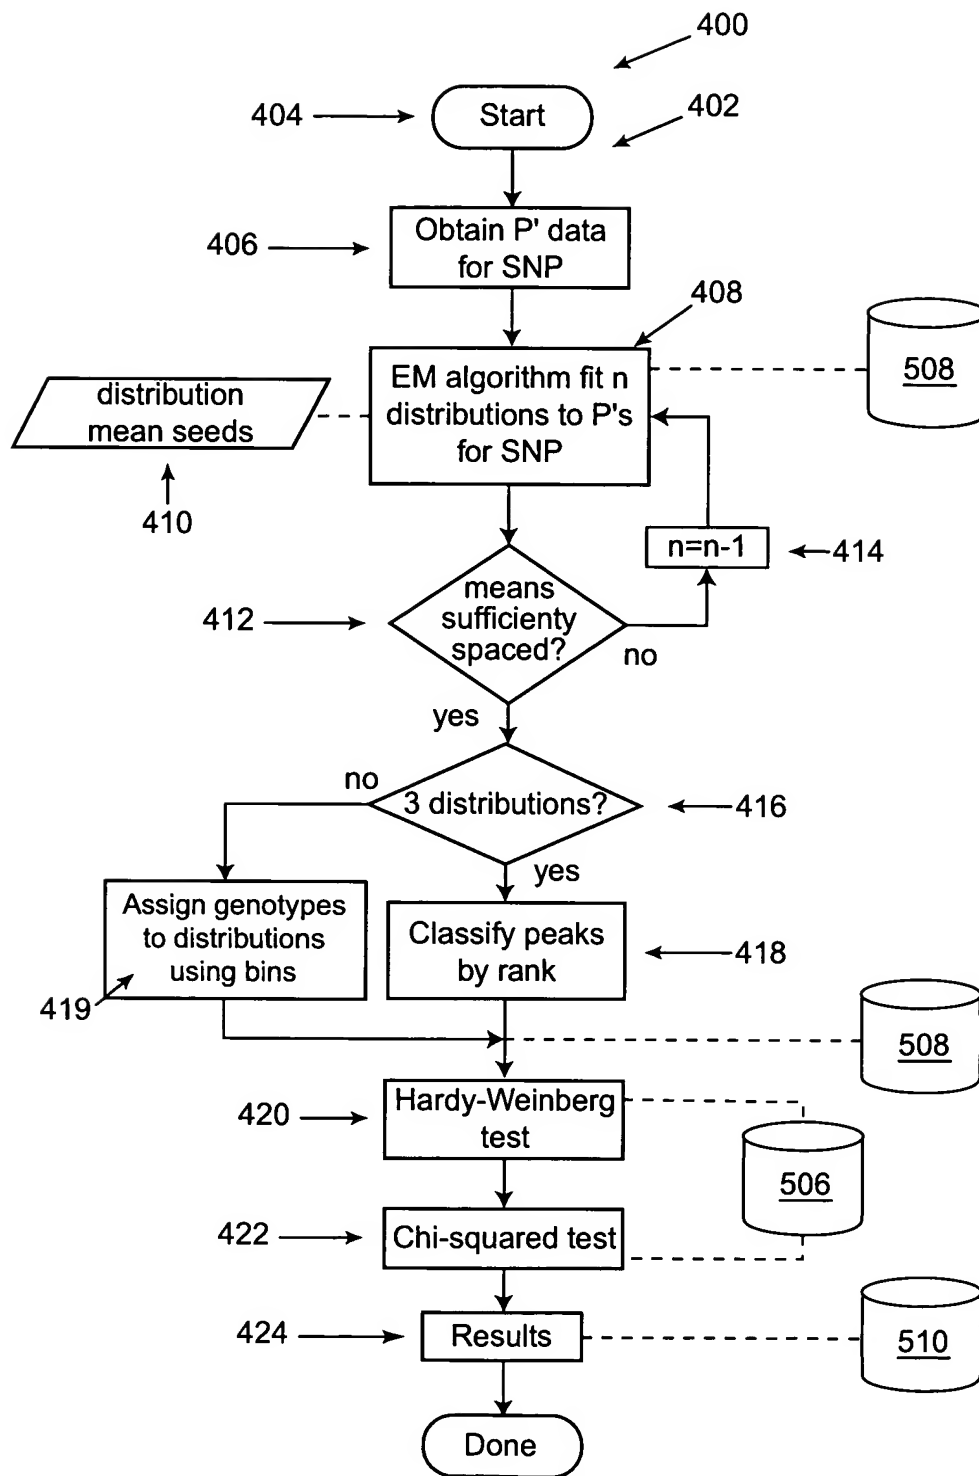 400
404
Start
402
406
Obtain P' data
for SNP
408
508
EM algorithm fit n
distributions to P's
for SNP
distribution
mean seeds
410
n=n-1
414
412
means
sufficienty
spaced?
no
yes
no
3 distributions?
416
yes
Assign genotypes
to distributions
using bins
419
Classify peaks
by rank
418
508
420
Hardy-Weinberg
test
506
422
Chi-squared test
424
Results
510
Done